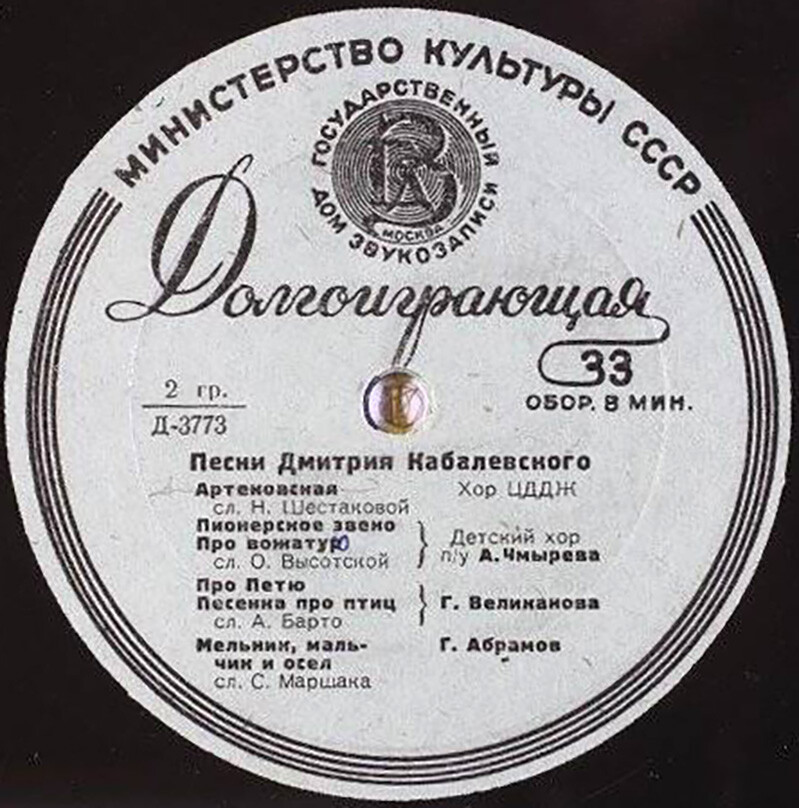 МИНИСТЕРСТВО КУЛЬТУРЫ СССР
ГОСУДАРСТВЕННЫЙ
ДОМ ЗВУКОЗАПИСИ
МОСКВА
Долгоиграющая
33
ОБОР. В МИН.
2 гр.
Д-3773
Песни Дмитрия Кабалевского
Артековская Хор ЦДДЖ
сл. Н. Шестаковой
Пионерское звено
Про вожатую
сл. О. Высотской
Детский хор
п/у А.Чмырева
Про Петю
Песенка про птиц
сл. А. Барто
Г. Великанова
Мельник, маль-
чик и осел
сл. С. Маршака
Г. Абрамов